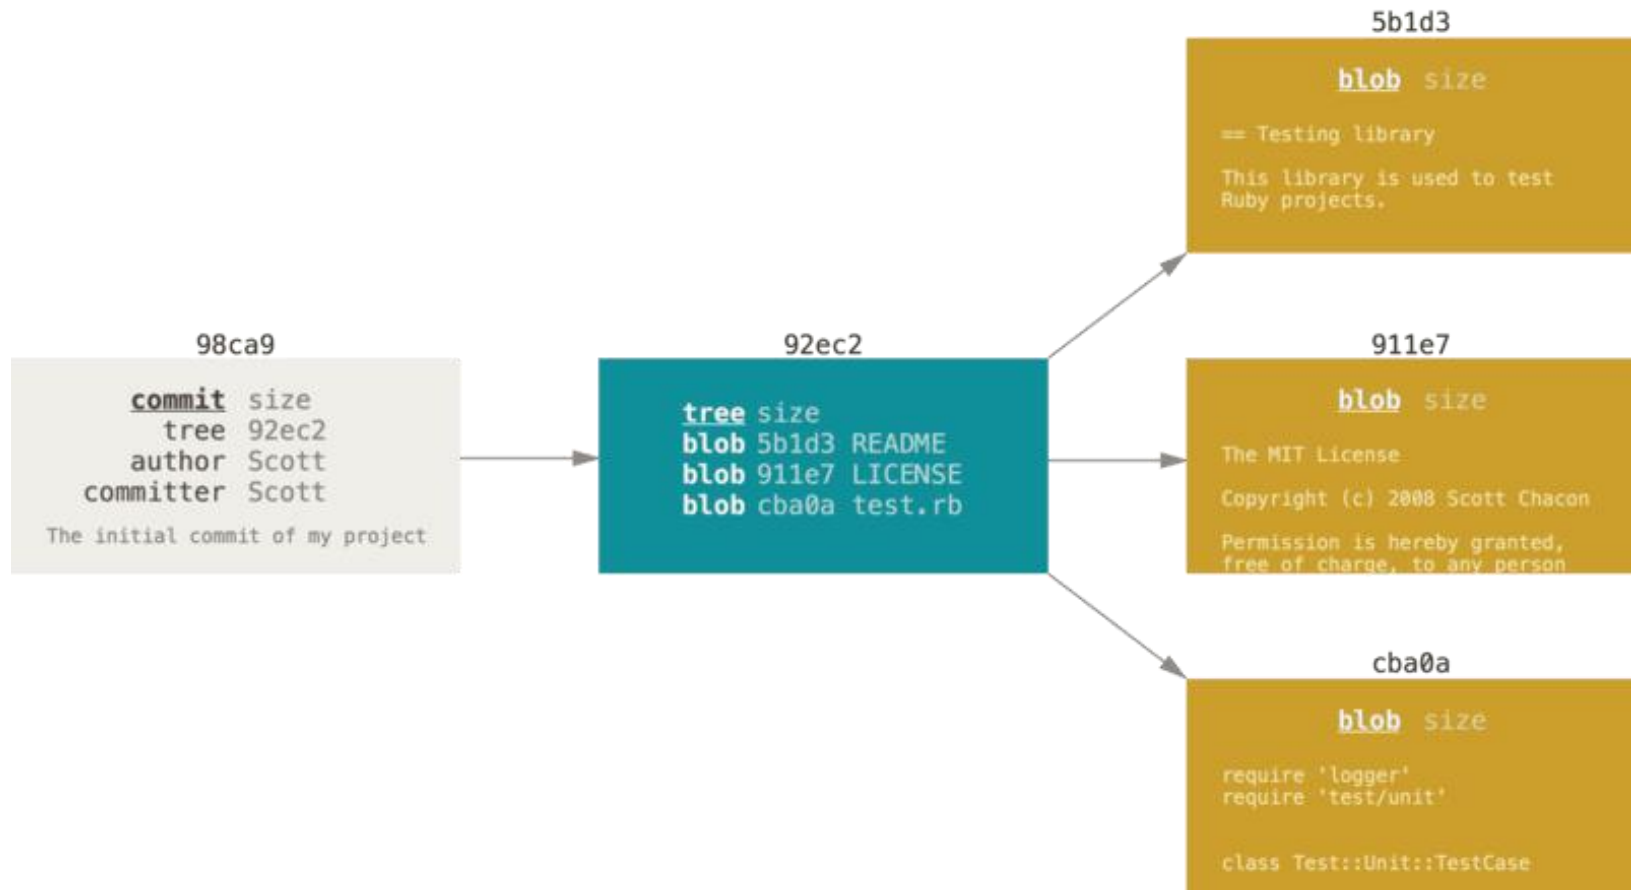 98ca9
commit size
tree 92ec2
author Scott
committer Scott
The initial commit of my project
92ec2
tree size
blob 5b1d3 README
blob 911e7 LICENSE
blob cba0a test.rb
5b1d3
blob size
== Testing library
This library is used to test
Ruby projects.
911e7
blob size
The MIT License
Copyright (c) 2008 Scott Chacon
Permission is hereby granted,
free of charge, to any person
cba0a
blob size
require 'logger'
require 'test/unit'
class Test::Unit::TestCase